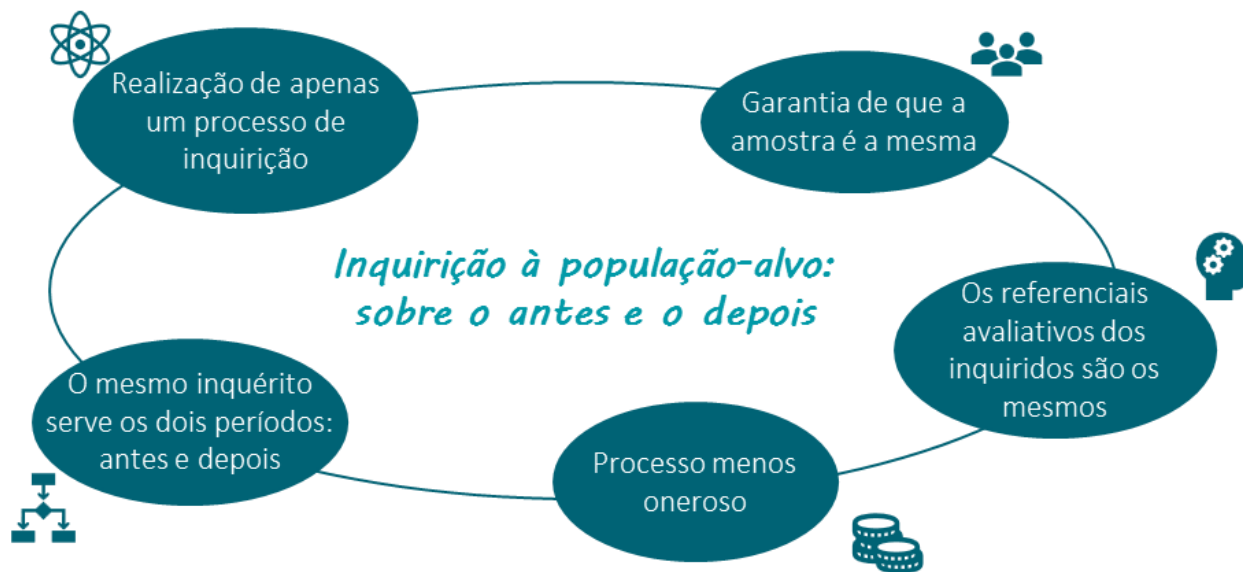 Realização de apenas
um processo de
inquirição
Garantia de que a
amostra é a mesma
Inquirição à população-alvo:
sobre o antes e o depois
Os referenciais
avaliativos dos
inquiridos são os
mesmos
O mesmo inquérito
serve os dois períodos:
antes e depois
Processo menos
oneroso